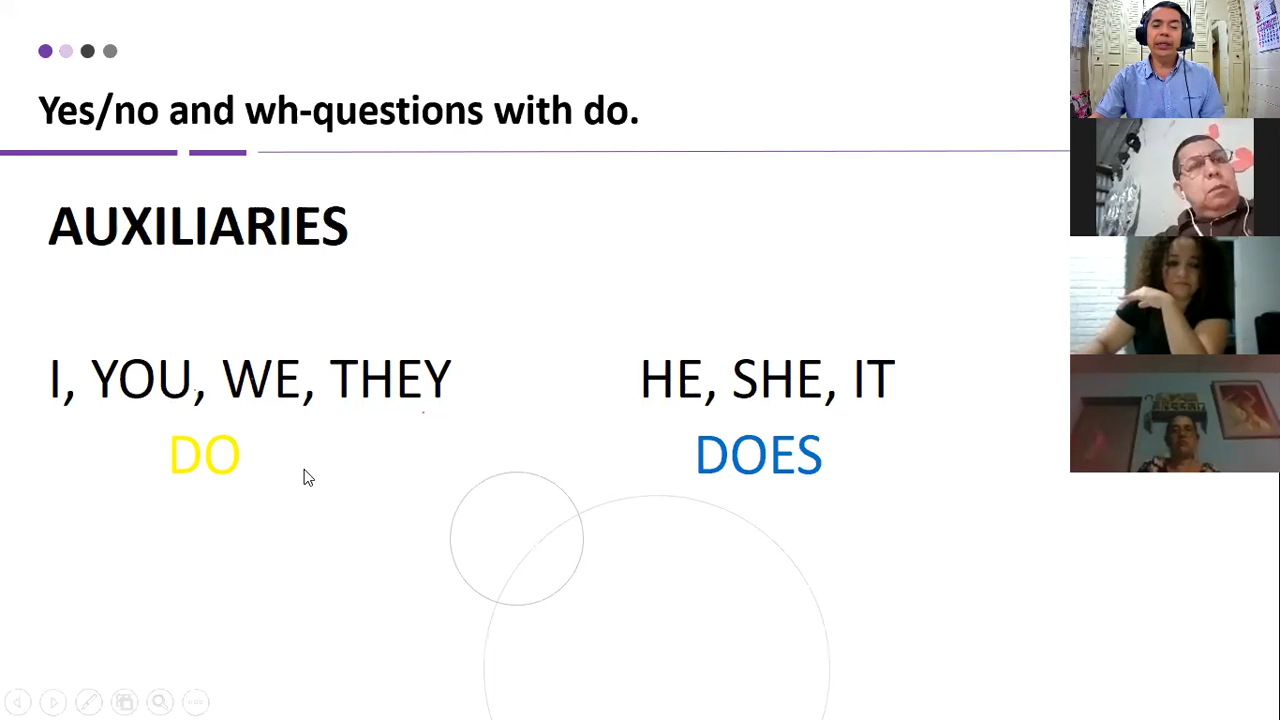 Yes/no and wh-questions with do.
AUXILIARIES
I, YOU, WE, THEY
HE, SHE, IT
DO
DOES